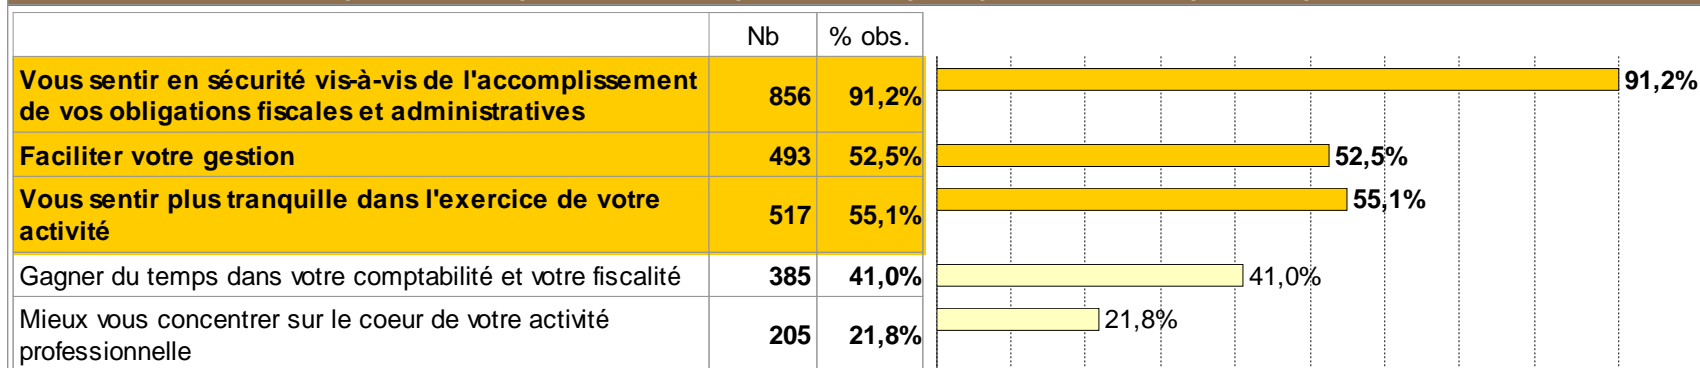 Nb % obs.
Vous sentir en sécurité vis-à-vis de l'accomplissement
de vos obligations fiscales et administratives
856 91,2% 91,2%
Faciliter votre gestion 493 52,5% 52,5%
Vous sentir plus tranquille dans l'exercice de votre
activité
517 55,1% 55,1%
Gagner du temps dans votre comptabilité et votre fiscalité 385 41,0% 41,0%
Mieux vous concentrer sur le coeur de votre activité
professionnelle
205 21,8% 21,8%